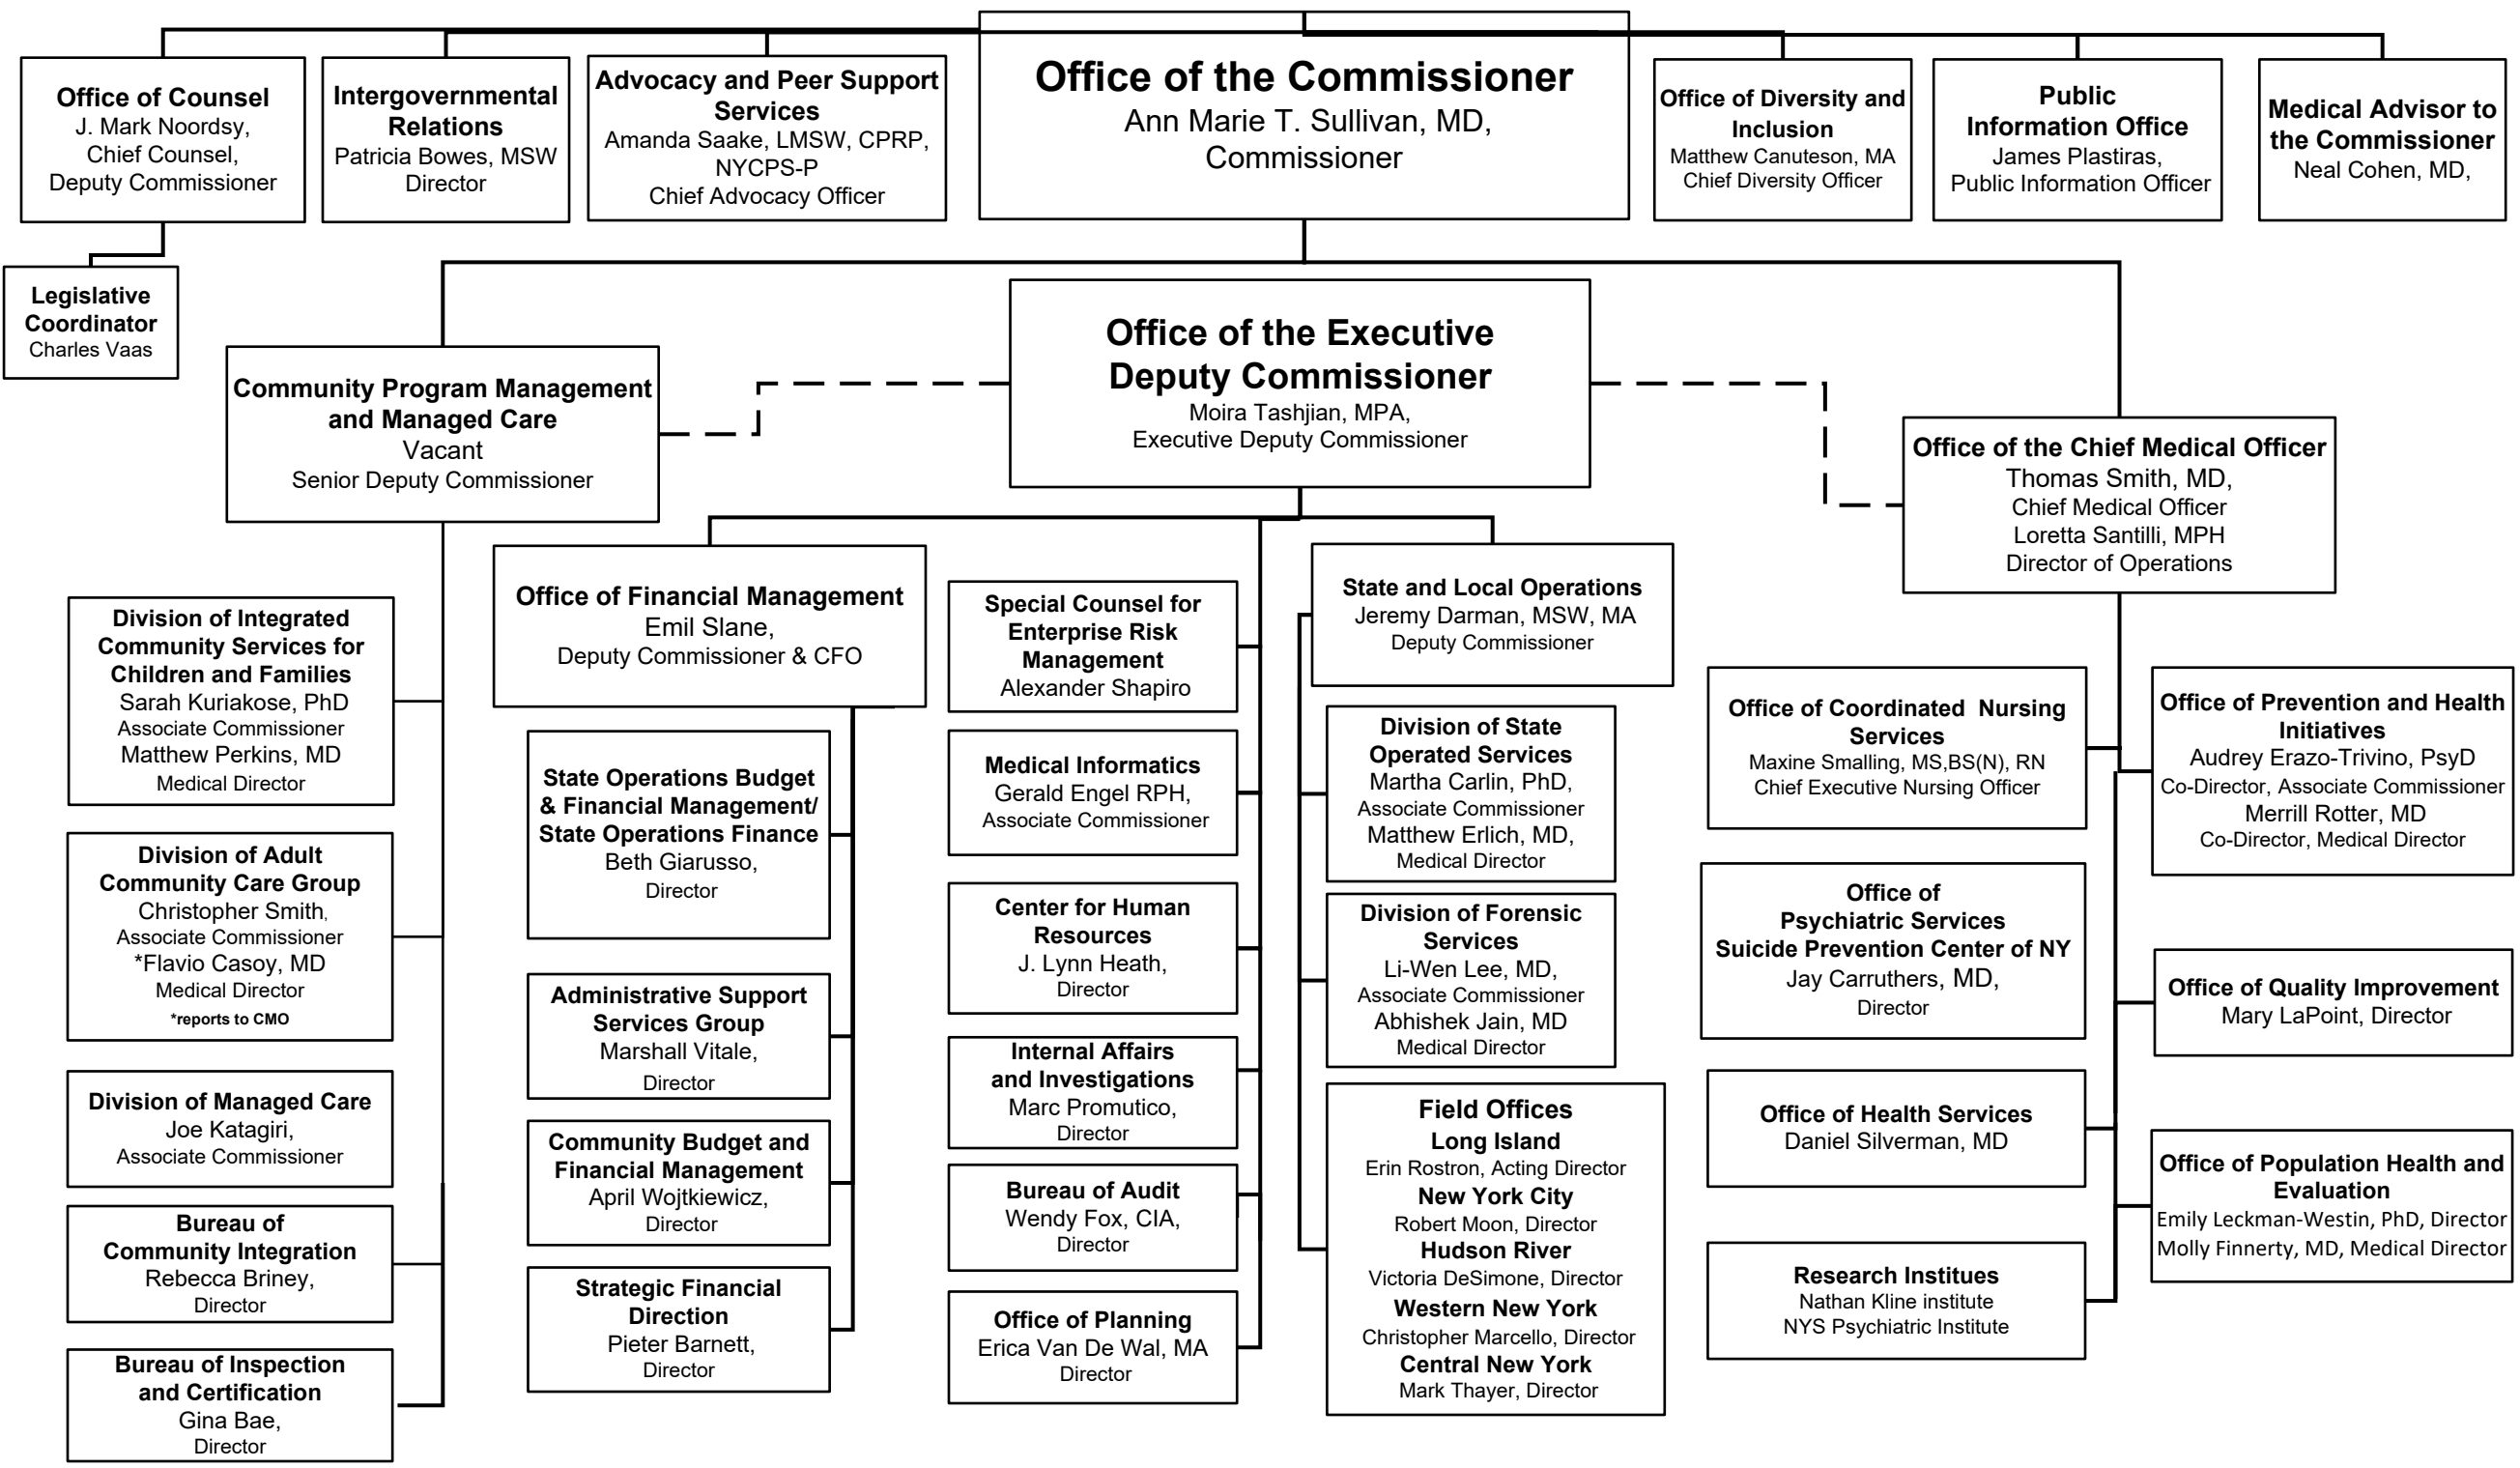 Office of Counsel
J. Mark Noordsy,
Chief Counsel,
Deputy Commissioner
Intergovernmental
Relations
Patricia Bowes, MSW
Director
Advocacy and Peer Support
Services
Amanda Saake, LMSW, CPRP,
NYCPS-P
Chief Advocacy Officer
Office of the Commissioner
Ann Marie T. Sullivan, MD,
Commissioner
Office of Diversity and
Inclusion
Matthew Canuteson, MA
Chief Diversity Officer
Public
Information Office
James Plastiras,
Public Information Officer
Medical Advisor to
the Commissioner
Neal Cohen, MD,
Legislative
Coordinator
Charles Vaas
Community Program Management
and Managed Care
Vacant
Senior Deputy Commissioner
Office of the Executive
Deputy Commissioner
Moira Tashjian, MPA,
Executive Deputy Commissioner
Office of the Chief Medical Officer
Thomas Smith, MD,
Chief Medical Officer
Loretta Santilli, MPH
Director of Operations
Division of Integrated
Community Services for
Children and Families
Sarah Kuriakose, PhD
Associate Commissioner
Matthew Perkins, MD
Medical Director
Division of Adult
Community Care Group
Christopher Smith,
Associate Commissioner
*Flavio Casoy, MD
Medical Director
*reports to CMO
Division of Managed Care
Joe Katagiri,
Associate Commissioner
Bureau of
Community Integration
Rebecca Briney,
Director
Bureau of Inspection
and Certification
Gina Bae,
Director
Office of Financial Management
Emil Slane,
Deputy Commissioner & CFO
State Operations Budget
& Financial Management/
State Operations Finance
Beth Giarusso,
Director
Administrative Support
Services Group
Marshall Vitale,
Director
Community Budget and
Financial Management
April Wojtkiewicz,
Director
Strategic Financial
Direction
Pieter Barnett,
Director
Special Counsel for
Enterprise Risk
Management
Alexander Shapiro
Medical Informatics
Gerald Engel RPH,
Associate Commissioner
Center for Human
Resources
J. Lynn Heath,
Director
Internal Affairs
and Investigations
Marc Promutico,
Director
Bureau of Audit
Wendy Fox, CIA,
Director
Office of Planning
Erica Van De Wal, MA
Director
State and Local Operations
Jeremy Darman, MSW, MA
Deputy Commissioner
Division of State
Operated Services
Martha Carlin, PhD,
Associate Commissioner
Matthew Erlich, MD,
Medical Director
Division of Forensic
Services
Li-Wen Lee, MD,
Associate Commissioner
Abhishek Jain, MD
Medical Director
Field Offices
Long Island
Erin Rostron, Acting Director
New York City
Robert Moon, Director
Hudson River
Victoria DeSimone, Director
Western New York
Christopher Marcello, Director
Central New York
Mark Thayer, Director
Office of Coordinated  Nursing
Services
Maxine Smalling, MS,BS(N), RN
Chief Executive Nursing Officer
Office of
Psychiatric Services
Suicide Prevention Center of NY
Jay Carruthers, MD,
Director
Office of Health Services
Daniel Silverman, MD
Research Institues
Nathan Kline institute
NYS Psychiatric Institute
Office of Prevention and Health
Initiatives
Audrey Erazo-Trivino, PsyD
Co-Director, Associate Commissioner
Merrill Rotter, MD
Co-Director, Medical Director
Office of Quality Improvement
Mary LaPoint, Director
Office of Population Health and
Evaluation
Emily Leckman-Westin, PhD, Director
Molly Finnerty, MD, Medical Director